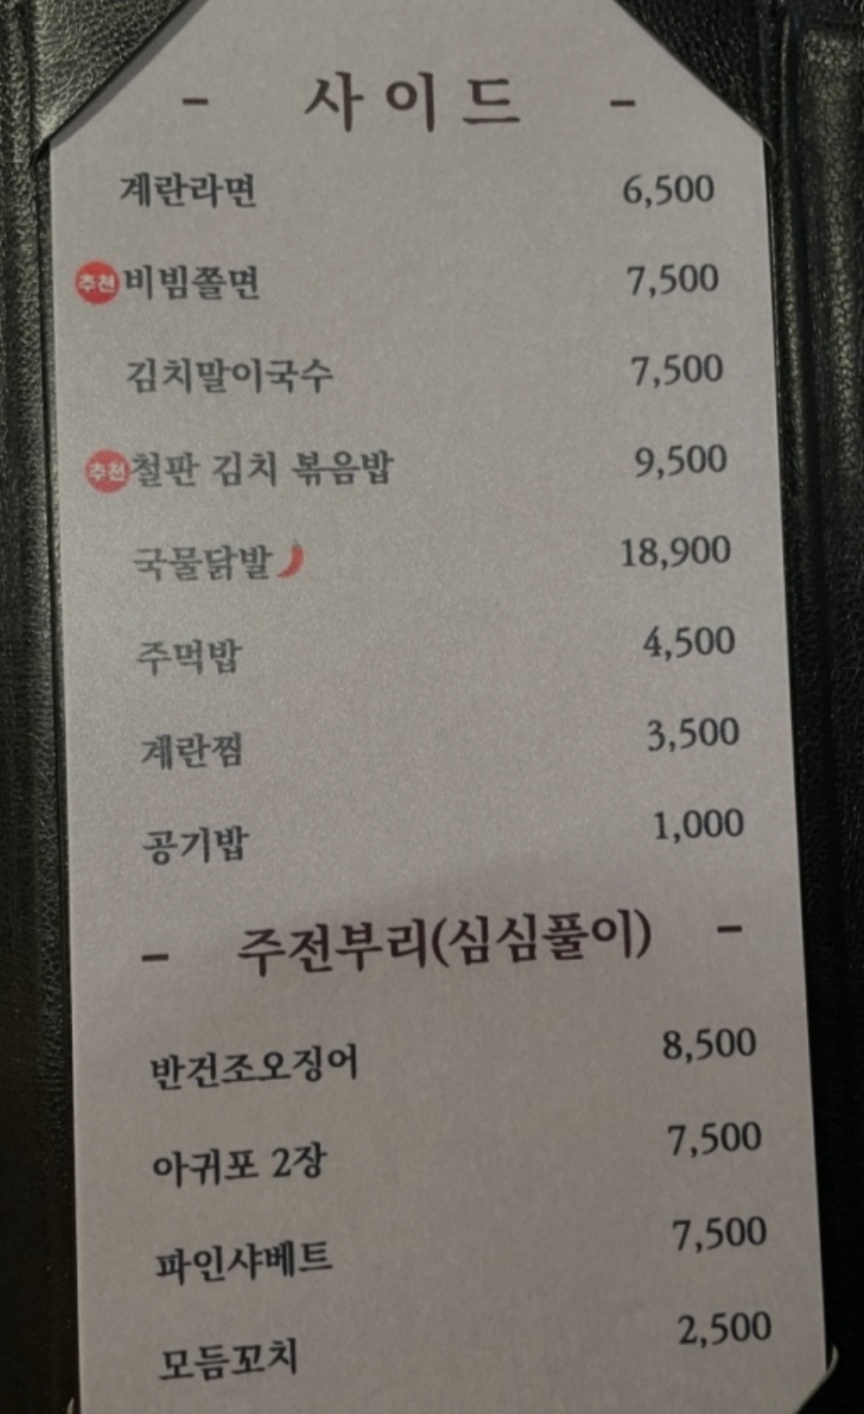 - 사이드 -
계란라면 6,500
추천 비빔쫄면 7,500
김치말이국수 7,500
추천 철판 김치 볶음밥 9,500
국물닭발 18,900
주먹밥 4,500
계란찜 3,500
공기밥 1,000
- 주전부리(심심풀이) -
반건조오징어 8,500
아귀포 2장 7,500
파인샤베트 7,500
모듬꼬치 2,500